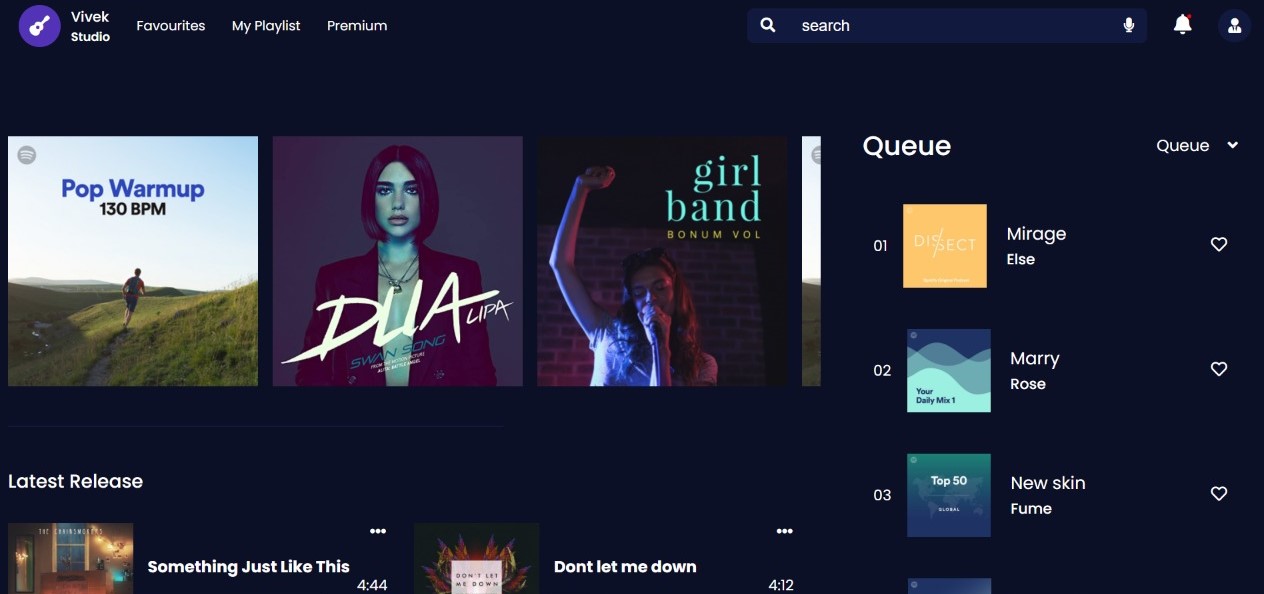 Vivek
Studio
Favourites
My Playlist
Premium
search
Pop Warmup
130 BPM
DUA LIPA
SWAN SONG
FROM THE MOTION PICTURE
ALITA: BATTLE ANGEL
girl
band
BONUM VOL
Queue
Queue
01
DISSECT
Mirage
Else
02
Your
Daily Mix 1
Marry
Rose
03
Top 50
GLOBAL
New skin
Fume
Latest Release
THE CHAINSMOKERS
Something Just Like This
4:44
DON'T LET
ME DOWN
Dont let me down
4:12